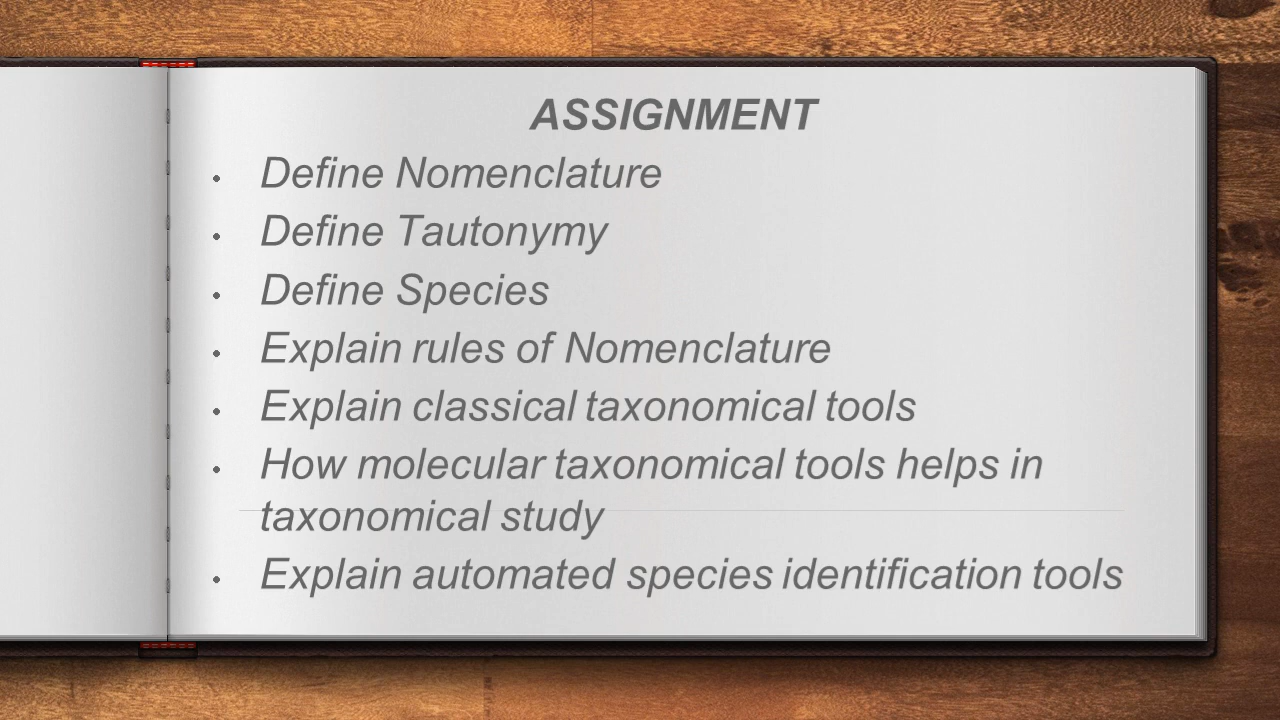 ASSIGNMENT
• Define Nomenclature
• Define Tautonymy
• Define Species
• Explain rules of Nomenclature
• Explain classical taxonomical tools
• How molecular taxonomical tools helps in
taxonomical study
• Explain automated species identification tools